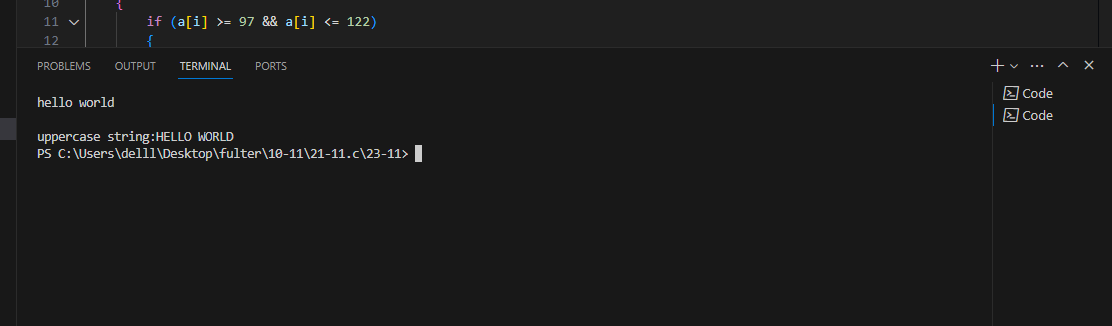 10 {
11 if (a[i] >= 97 && a[i] <= 122)
12 {
PROBLEMS OUTPUT TERMINAL PORTS
hello world
Code
Code
uppercase string:HELLO WORLD
PS C:\Users\delll\Desktop\fulter\10-11\21-11.c\23-11>